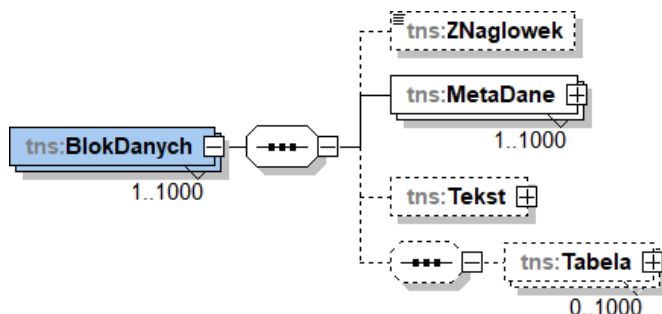 tns:ZNaglowek
tns:MetaDane
1..1000
tns:BlokDanych
1..1000
tns:Tekst
tns:Tabela
0..1000